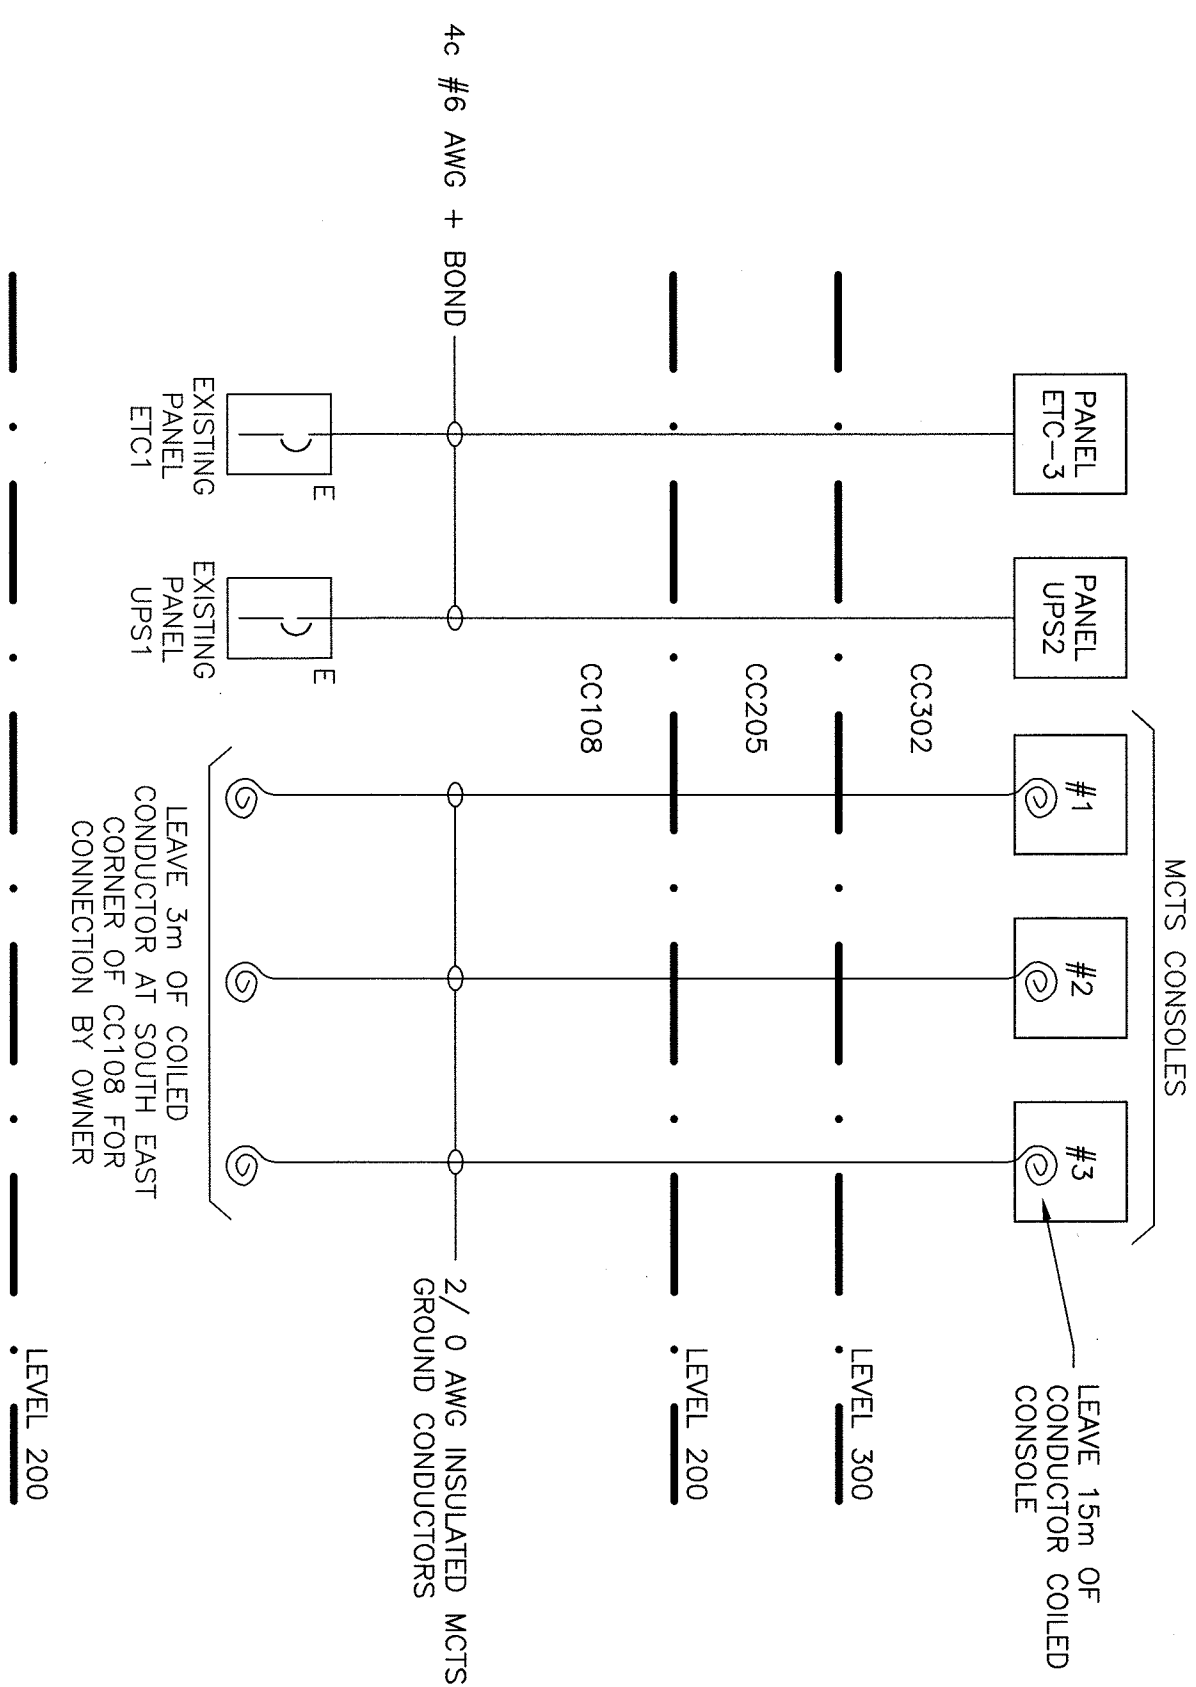 MCTS CONSOLES
PANEL
ETC-3
PANEL
UPS2
#1
#2
#3
LEAVE 15m OF
CONDUCTOR COILED
CONSOLE
CC302
LEVEL 300
CC205
LEVEL 200
CC108
4c #6 AWG + BOND
2/ 0 AWG INSULATED MCTS
GROUND CONDUCTORS
E
E
EXISTING
PANEL
ETC1
EXISTING
PANEL
UPS1
LEAVE 3m OF COILED
CONDUCTOR AT SOUTH EAST
CORNER OF CC108 FOR
CONNECTION BY OWNER
LEVEL 200